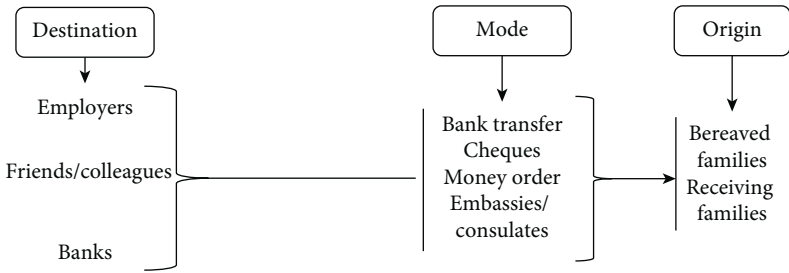 Destination
Mode
Origin
Employers
Friends/colleagues
Banks
Bank transfer
Cheques
Money order
Embassies/
consulates
Bereaved
families
Receiving
families